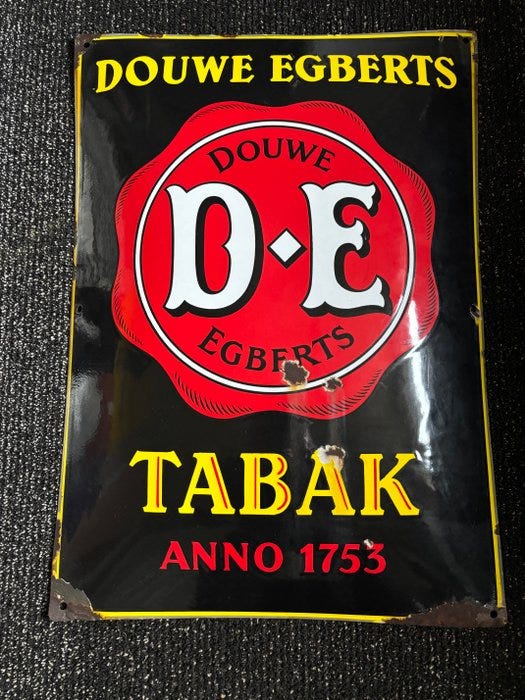 DOUWE EGBERTS
DOUWE
D◆E
EGBERTS
TABAK
ANNO 1753